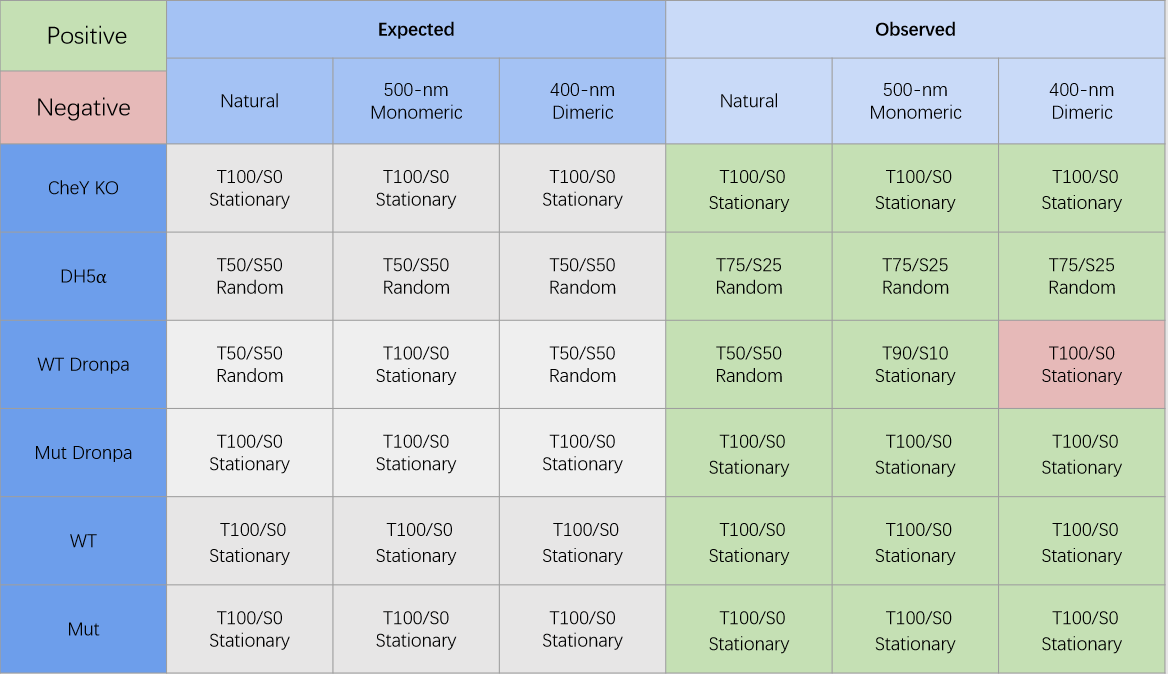 Positive
Negative
Expected
Observed
Natural
500-nm
Monomeric
400-nm
Dimeric
Natural
500-nm
Monomeric
400-nm
Dimeric
CheY KO
T100/S0
Stationary
T100/S0
Stationary
T100/S0
Stationary
T100/S0
Stationary
T100/S0
Stationary
T100/S0
Stationary
DH5α
T50/S50
Random
T50/S50
Random
T50/S50
Random
T75/S25
Random
T75/S25
Random
T75/S25
Random
WT Dronpa
T50/S50
Random
T100/S0
Stationary
T50/S50
Random
T50/S50
Random
T90/S10
Stationary
T100/S0
Stationary
Mut Dronpa
T100/S0
Stationary
T100/S0
Stationary
T100/S0
Stationary
T100/S0
Stationary
T100/S0
Stationary
T100/S0
Stationary
WT
T100/S0
Stationary
T100/S0
Stationary
T100/S0
Stationary
T100/S0
Stationary
T100/S0
Stationary
T100/S0
Stationary
Mut
T100/S0
Stationary
T100/S0
Stationary
T100/S0
Stationary
T100/S0
Stationary
T100/S0
Stationary
T100/S0
Stationary